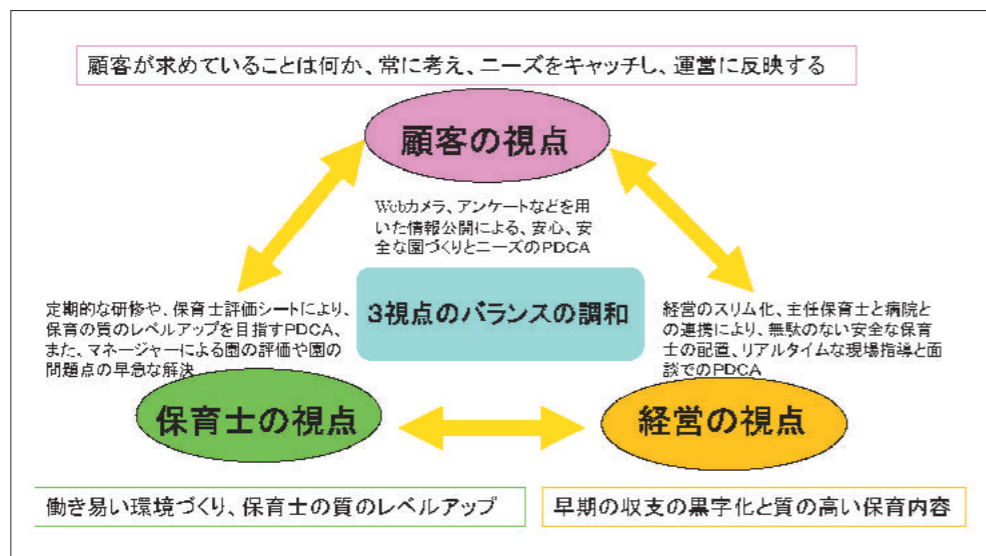 顧客が求めていることは何か、常に考え、ニーズをキャッチし、運営に反映する
顧客の視点
Webカメラ、アンケートなどを用
いた情報公開による、安心、安
全な園づくりとニーズのPDCA
3視点のバランスの調和
定期的な研修や、保育士評価シートにより、
保育の質のレベルアップを目指すPDCA、
また、マネージャーによる園の評価や園の
問題点の早急な解決
経営のスリム化、主任保育士と病院と
の連携により、無駄のない安全な保育
士の配置、リアルタイムな現場指導と面
談でのPDCA
保育士の視点
経営の視点
働き易い環境づくり、保育士の質のレベルアップ
早期の収支の黒字化と質の高い保育内容